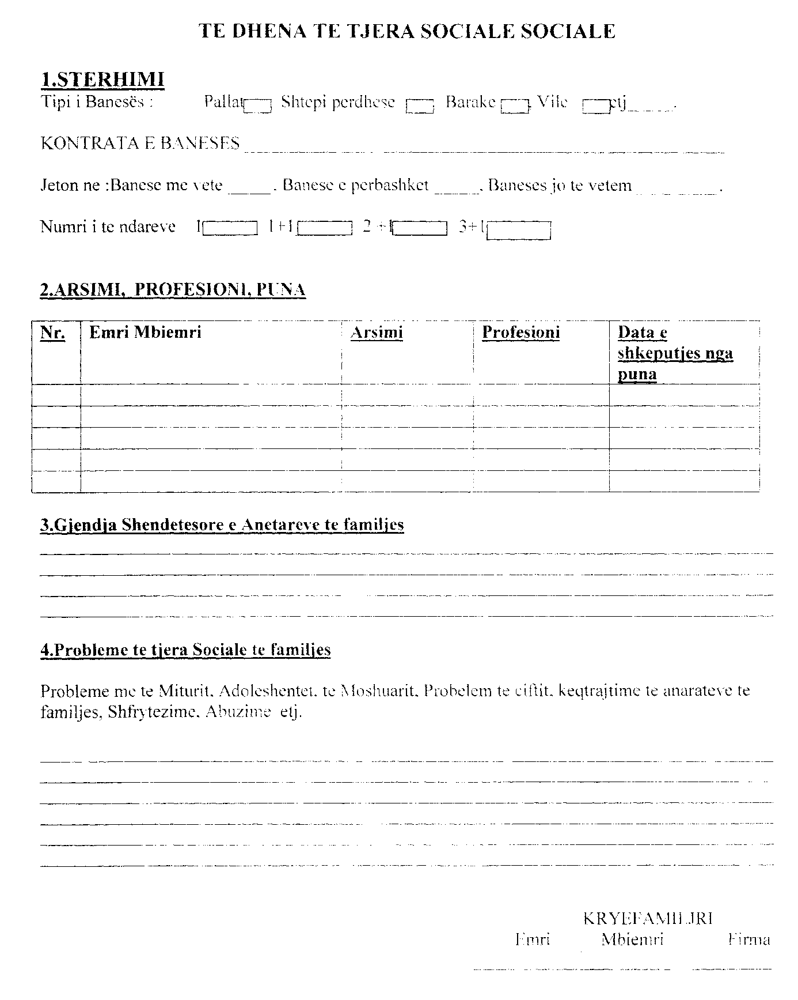 TE DHENA TE TJERA SOCIALE SOCIALE
1.STERHIMI
Tipi i Banesës : Pallat Shtepi perdhese Barake , Vile etj______.
KONTRATA E BANESES ______________________
Jeton ne :Banese me vete _____. Banese e perbashket _____. Baneses jo te vetem _________.
Numri i te ndareve 1 1+1 2 +1 3+1
2.ARSIMI, PROFESIONI, PUNA
Nr. Emri Mbiemri Arsimi Profesioni Data e
shkeputjes nga
puna
3.Gjendja Shendetesore e Anetareve te familjes
4.Probleme te tjera Sociale te familjes
Probleme me te Miturit, Adoleshentet, te Moshuarit, Probelem te ciftit, keqtrajtime te anarateve te
familjes, Shfrytezime, Abuzime etj.
KRYEFAMILJRI
Emri Mbiemri Firma